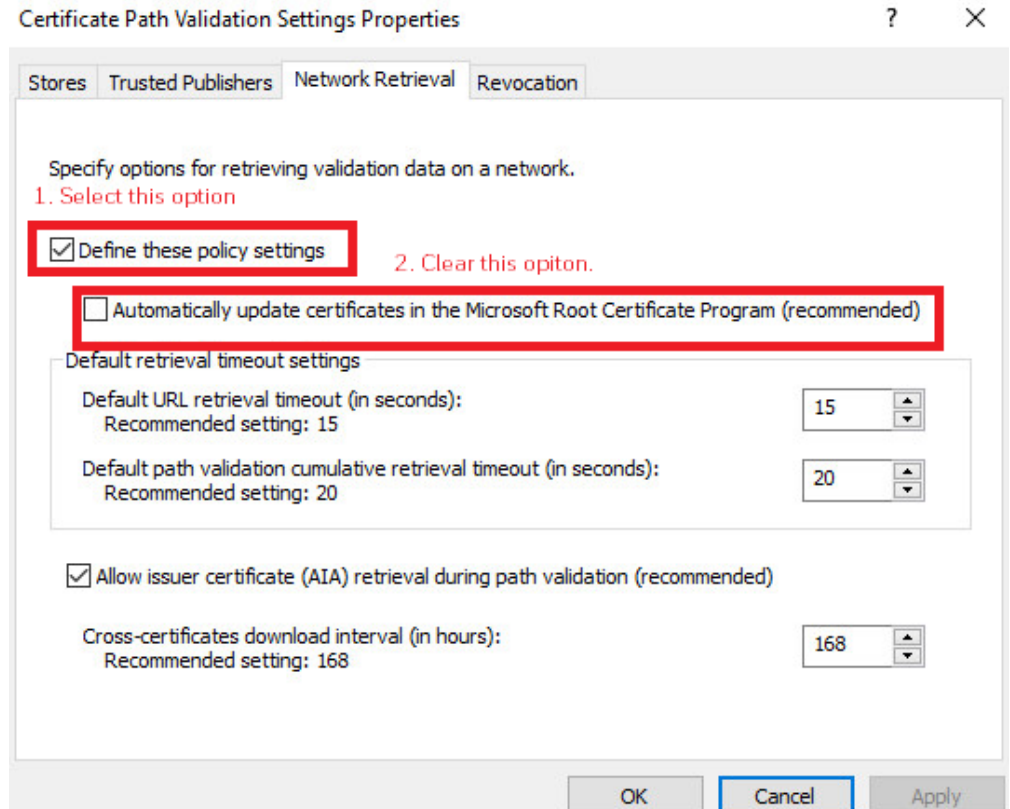 Certificate Path Validation Settings Properties
Stores Trusted Publishers Network Retrieval Revocation
Specify options for retrieving validation data on a network.
1. Select this option
Define these policy settings
2. Clear this opiton.
Automatically update certificates in the Microsoft Root Certificate Program (recommended)
Default retrieval timeout settings
Default URL retrieval timeout (in seconds):
15
Recommended setting: 15
Default path validation cumulative retrieval timeout (in seconds):
20
Recommended setting: 20
Allow issuer certificate (AIA) retrieval during path validation (recommended)
Cross-certificates download interval (in hours):
168
Recommended setting: 168
OK Cancel Apply